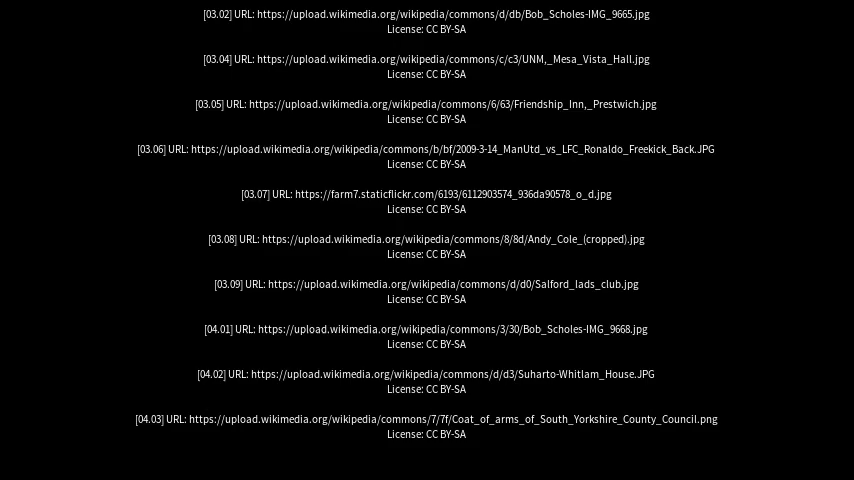 [03.02] URL: https://upload.wikimedia.org/wikipedia/commons/d/db/Bob_Scholes-IMG_9665.jpg
License: CC BY-SA
[03.04] URL: https://upload.wikimedia.org/wikipedia/commons/c/c3/UNM,_Mesa_Vista_Hall.jpg
License: CC BY-SA
[03.05] URL: https://upload.wikimedia.org/wikipedia/commons/6/63/Friendship_Inn,_Prestwich.jpg
License: CC BY-SA
[03.06] URL: https://upload.wikimedia.org/wikipedia/commons/b/bf/2009-3-14_ManUtd_vs_LFC_Ronaldo_Freekick_Back.JPG
License: CC BY-SA
[03.07] URL: https://farm7.staticflickr.com/6193/6112903574_936da90578_o_d.jpg
License: CC BY-SA
[03.08] URL: https://upload.wikimedia.org/wikipedia/commons/8/8d/Andy_Cole_(cropped).jpg
License: CC BY-SA
[03.09] URL: https://upload.wikimedia.org/wikipedia/commons/d/d0/Salford_lads_club.jpg
License: CC BY-SA
[04.01] URL: https://upload.wikimedia.org/wikipedia/commons/3/30/Bob_Scholes-IMG_9668.jpg
License: CC BY-SA
[04.02] URL: https://upload.wikimedia.org/wikipedia/commons/d/d3/Suharto-Whitlam_House.JPG
License: CC BY-SA
[04.03] URL: https://upload.wikimedia.org/wikipedia/commons/7/7f/Coat_of_arms_of_South_Yorkshire_County_Council.png
License: CC BY-SA